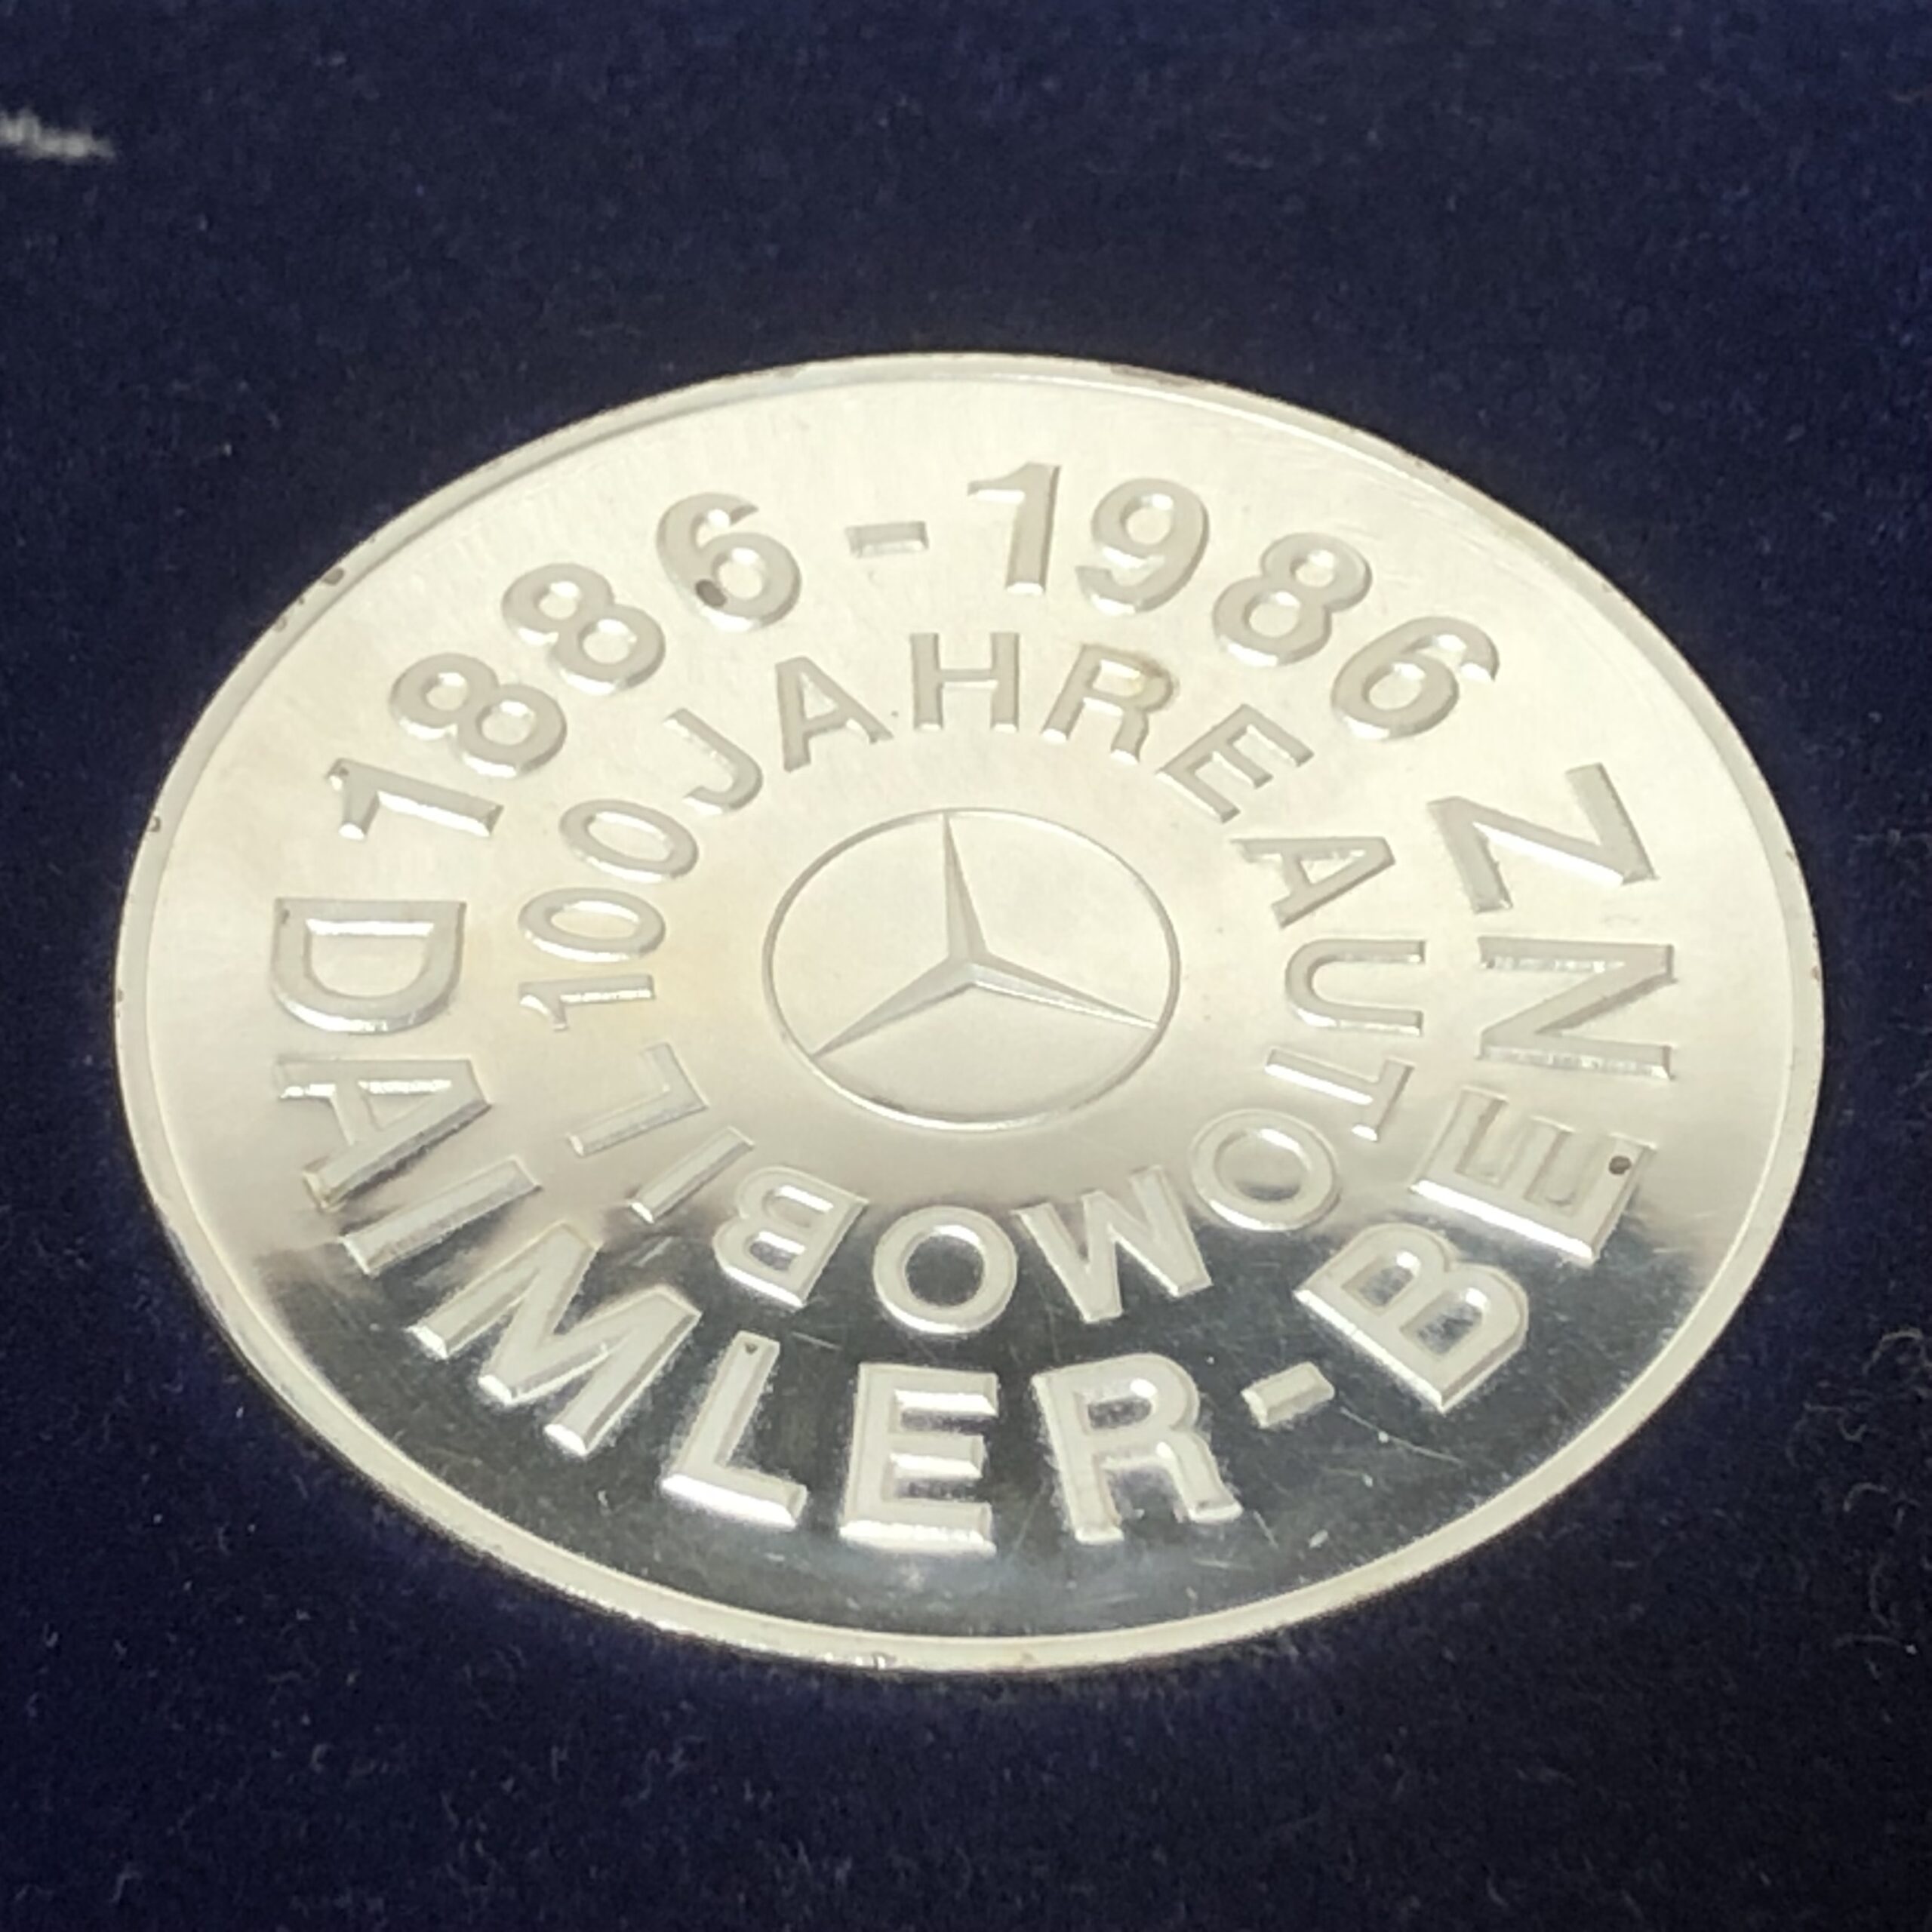 1886-1986
DAIMLER-BENZ
100 JAHRE AUTOMOBIL